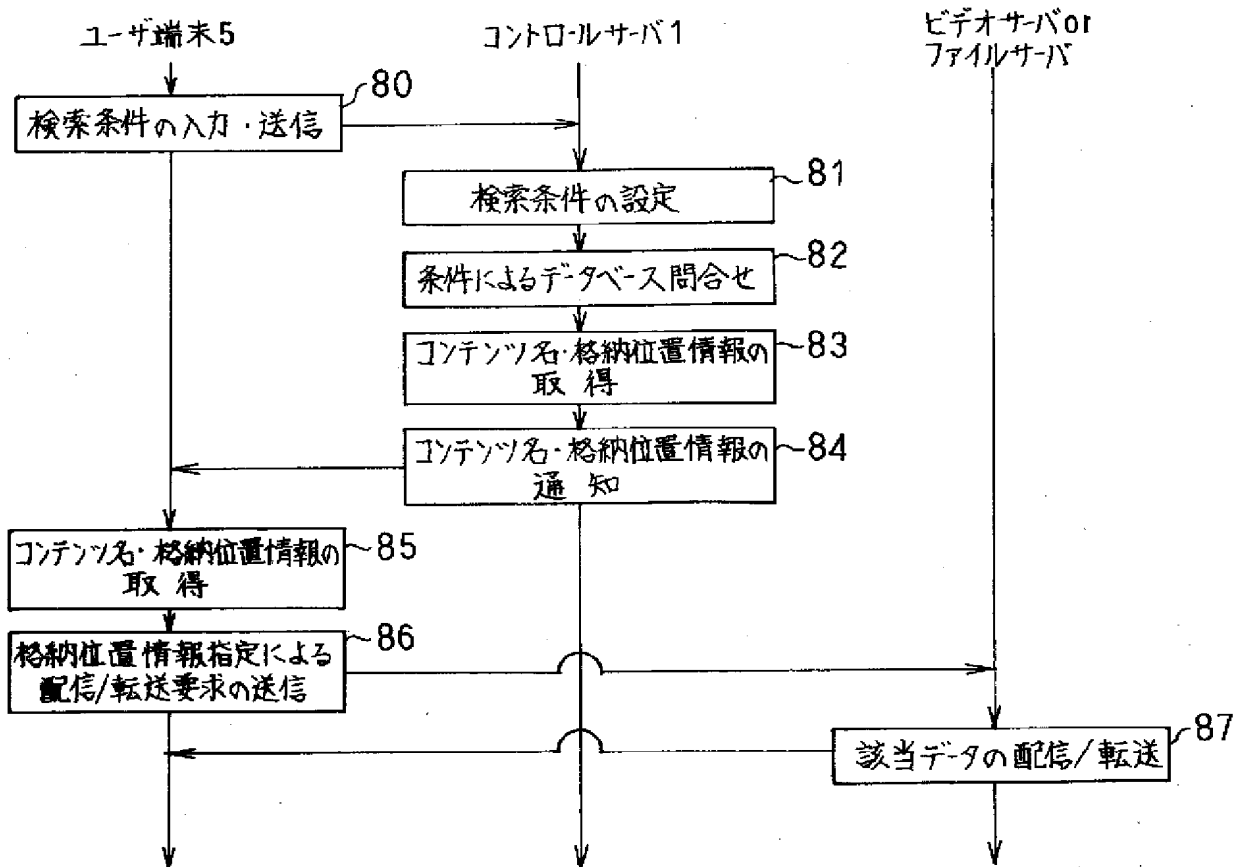 ユーザ端末5
コントロールサーバ1
ビデオサーバor
ファイルサーバ
検索条件の入力・送信
80
検索条件の設定
81
条件によるデータベース問合せ
82
コンテンツ名・格納位置情報の
取得
83
コンテンツ名・格納位置情報の
通知
84
コンテンツ名・格納位置情報の
取得
85
格納位置情報指定による
配信/転送要求の送信
86
該当データの配信/転送
87